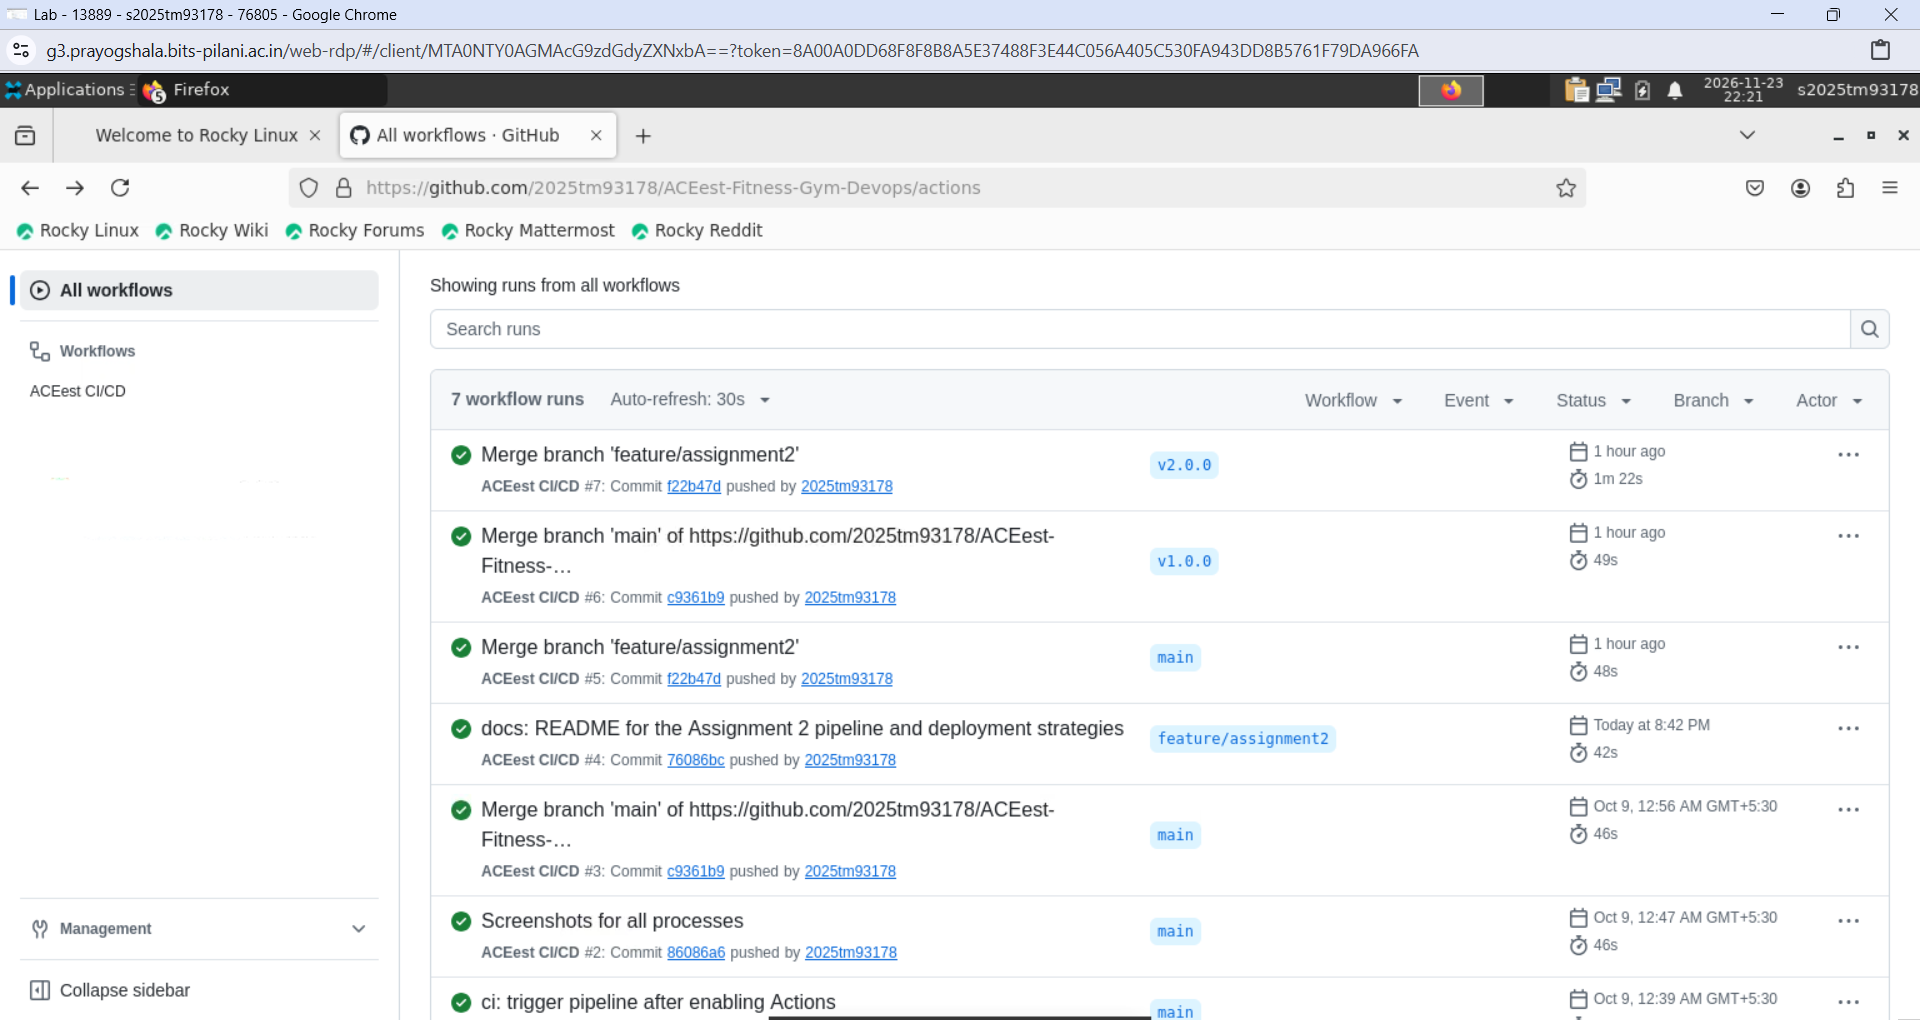 Lab - 13889 - s2025tm93178 - 76805 - Google Chrome
g3.prayogshala.bits-pilani.ac.in/web-rdp/#/client/MTA0NTY0AGMAcG9zdGdyZXNxbA==?token=8A00A0DD68F8F8B8A5E37488F3E44C056A405C530FA943DD8B5761F79DA966FA
Applications
5
Firefox
2026-11-23
22:21
s2025tm93178
Welcome to Rocky Linux
All workflows · GitHub
https://github.com/2025tm93178/ACEest-Fitness-Gym-Devops/actions
Rocky Linux
Rocky Wiki
Rocky Forums
Rocky Mattermost
Rocky Reddit
All workflows
Workflows
ACEest CI/CD
Management
Collapse sidebar
Showing runs from all workflows
Search runs
7 workflow runs
Auto-refresh: 30s
Workflow
Event
Status
Branch
Actor
Merge branch 'feature/assignment2'
ACEest CI/CD #7: Commit f22b47d pushed by 2025tm93178
v2.0.0
1 hour ago
1m 22s
Merge branch 'main' of https://github.com/2025tm93178/ACEest-
Fitness-…
ACEest CI/CD #6: Commit c9361b9 pushed by 2025tm93178
v1.0.0
1 hour ago
49s
Merge branch 'feature/assignment2'
ACEest CI/CD #5: Commit f22b47d pushed by 2025tm93178
main
1 hour ago
48s
docs: README for the Assignment 2 pipeline and deployment strategies
ACEest CI/CD #4: Commit 76086bc pushed by 2025tm93178
feature/assignment2
Today at 8:42 PM
42s
Merge branch 'main' of https://github.com/2025tm93178/ACEest-
Fitness-…
ACEest CI/CD #3: Commit c9361b9 pushed by 2025tm93178
main
Oct 9, 12:56 AM GMT+5:30
46s
Screenshots for all processes
ACEest CI/CD #2: Commit 86086a6 pushed by 2025tm93178
main
Oct 9, 12:47 AM GMT+5:30
46s
ci: trigger pipeline after enabling Actions
main
Oct 9, 12:39 AM GMT+5:30